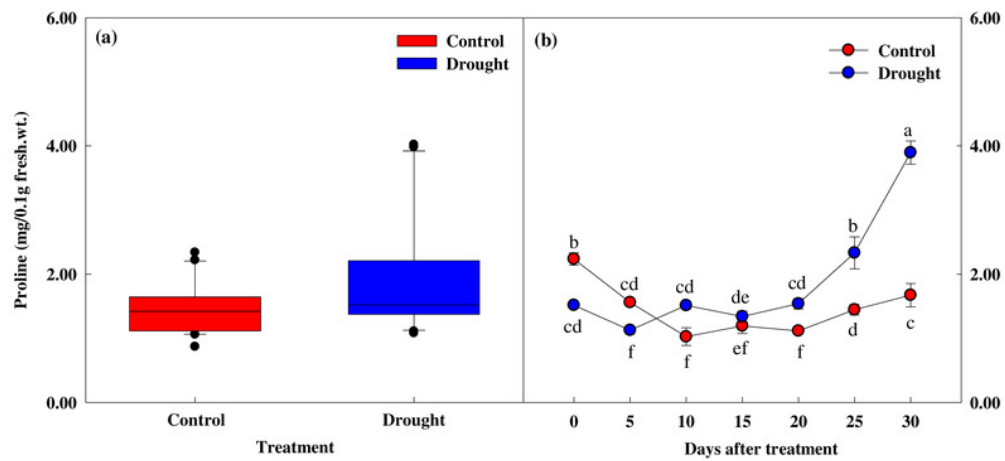 6.00
4.00
2.00
0.00
Proline (mg/0.1g fresh.wt.)
(a)
Control
Drought
Control
Drought
Treatment
(b)
Control
Drought
b
cd
cd
de
cd
b
a
cd
f
f
ef
f
d
c
0 5 10 15 20 25 30
Days after treatment
6.00
4.00
2.00
0.00